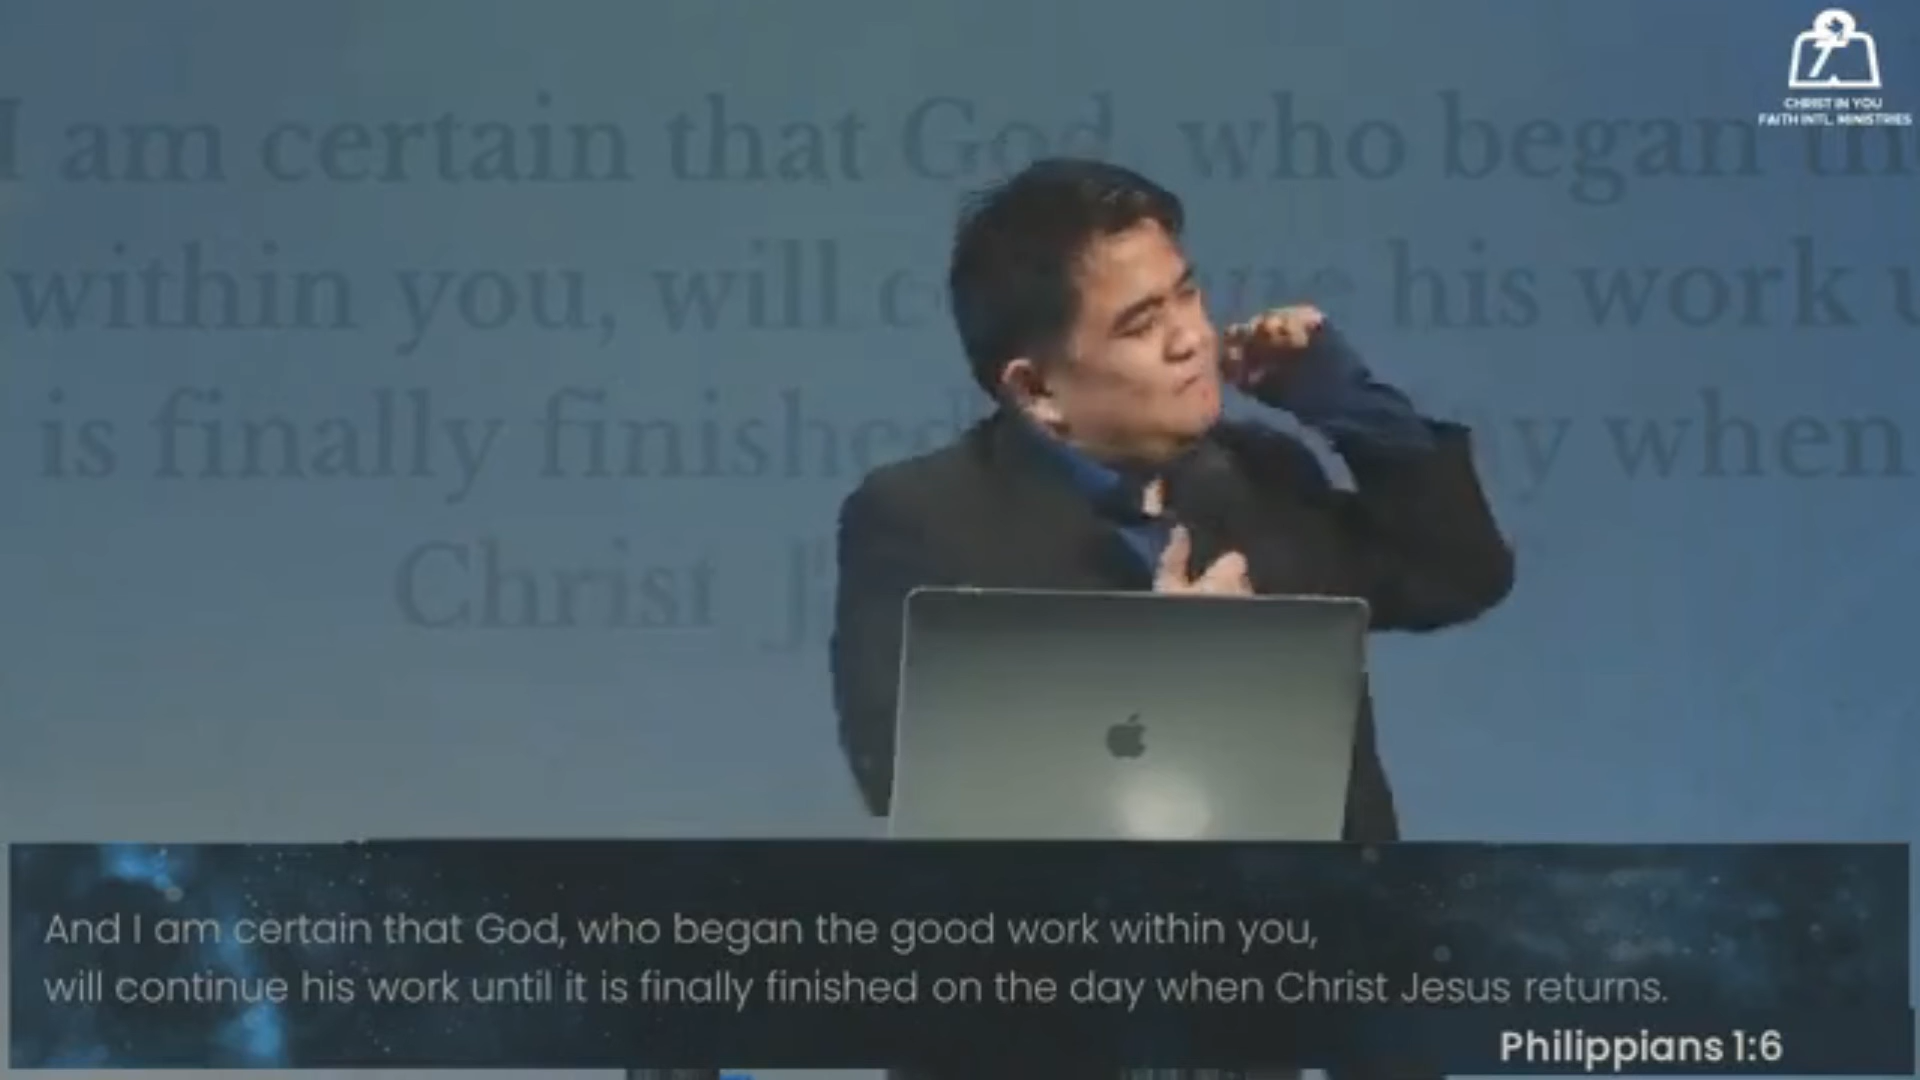 CHRIST IN YOU
FAITH INTL. MINISTRIES
I am certain that God, who began
within you, will his work
is finally finished when
Christ
And I am certain that God, who began the good work within you,
will continue his work until it is finally finished on the day when Christ Jesus returns.
Philippians 1:6